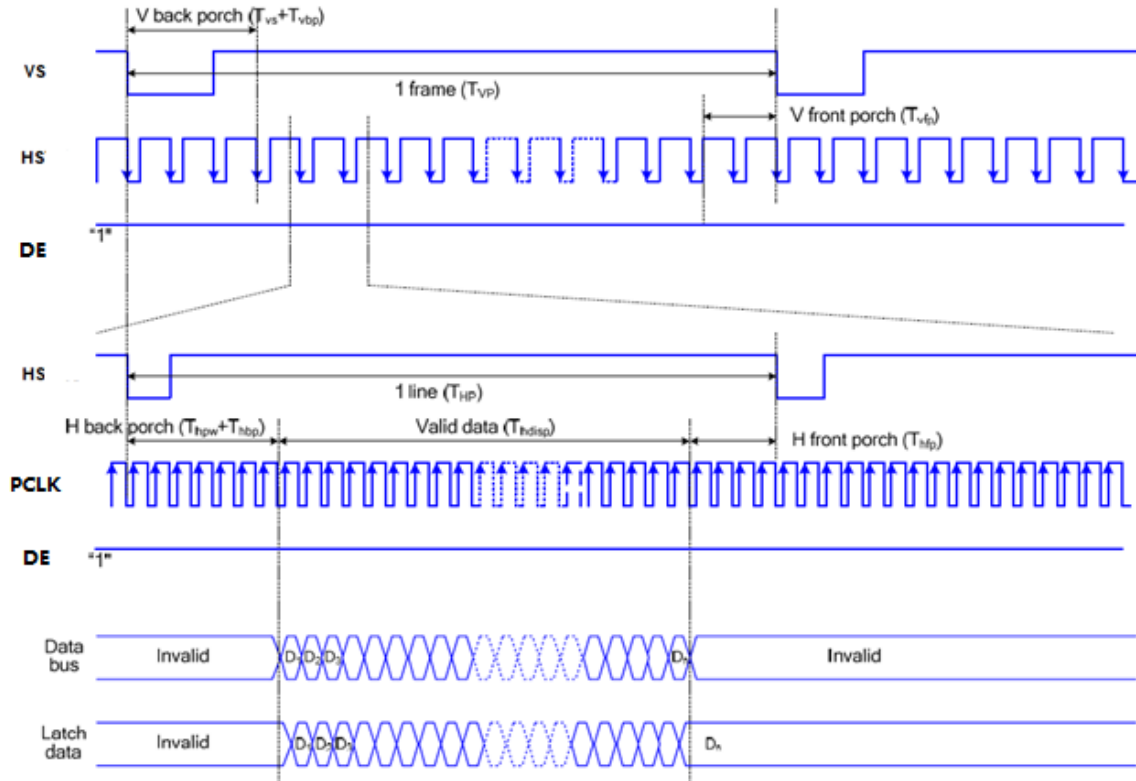 V back porch (Tvs+Tvbp)
VS
1 frame (TVP)
V front porch (Tvfp)
HS
"1"
DE
HS
1 line (THP)
H back porch (Thpw+Thbp)
Valid data (Thdisp)
H front porch (Thfp)
PCLK
DE
"1"
Data
bus
Invalid
D1 D2 D3
Dn
Invalid
Latch
data
Invalid
D1 D2 D3
Dn